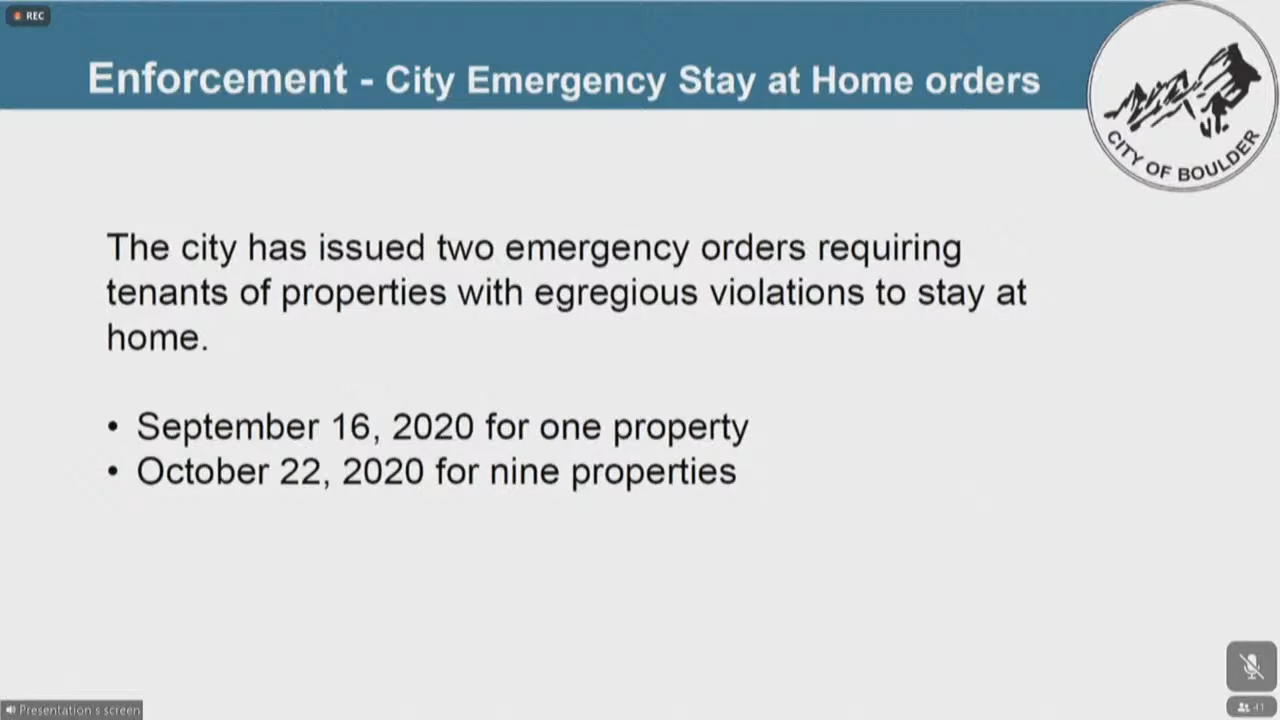 REC
Enforcement - City Emergency Stay at Home orders
CITY OF BOULDER
The city has issued two emergency orders requiring
tenants of properties with egregious violations to stay at
home.
• September 16, 2020 for one property
• October 22, 2020 for nine properties
Presentation's screen
41